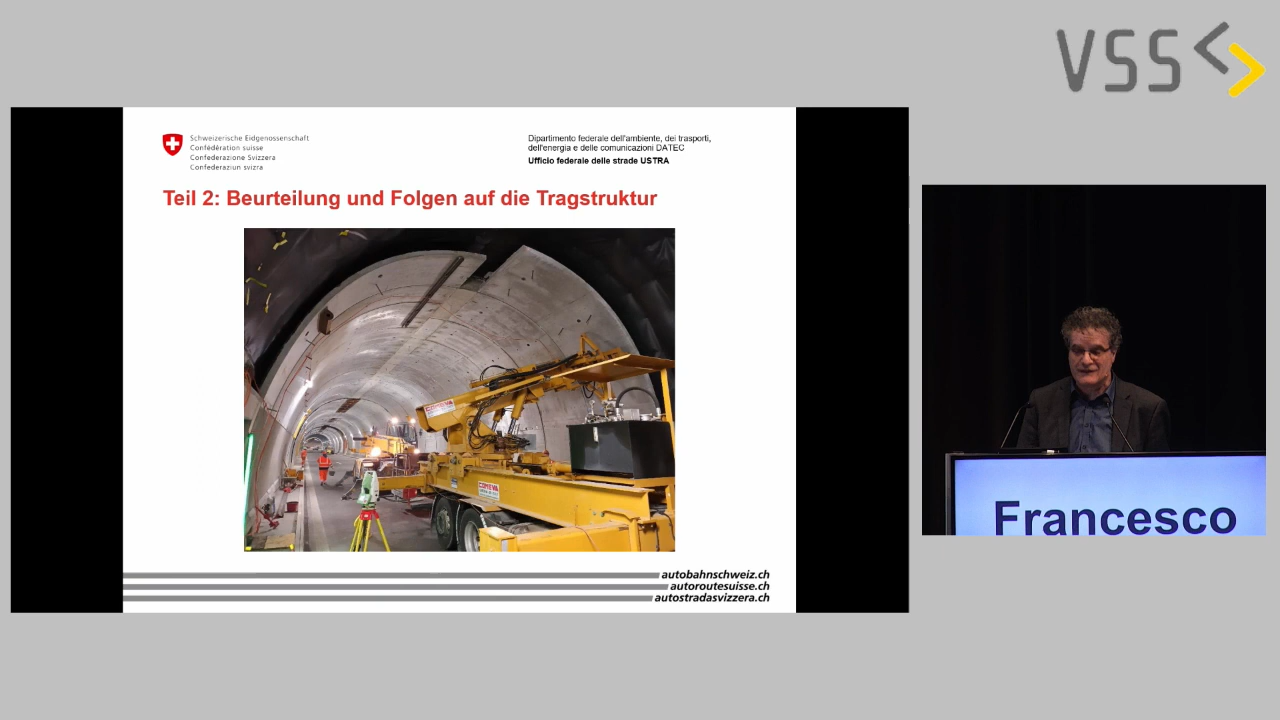 VSS
Schweizerische Eidgenossenschaft
Confédération suisse
Confederazione Svizzera
Confederaziun svizra
Dipartimento federale dell'ambiente, dei trasporti,
dell'energia e delle comunicazioni DATEC
Ufficio federale delle strade USTRA
Teil 2: Beurteilung und Folgen auf die Tragstruktur
autobahnschweiz.ch
autoroutesuisse.ch
autostradasvizzera.ch
Francesco